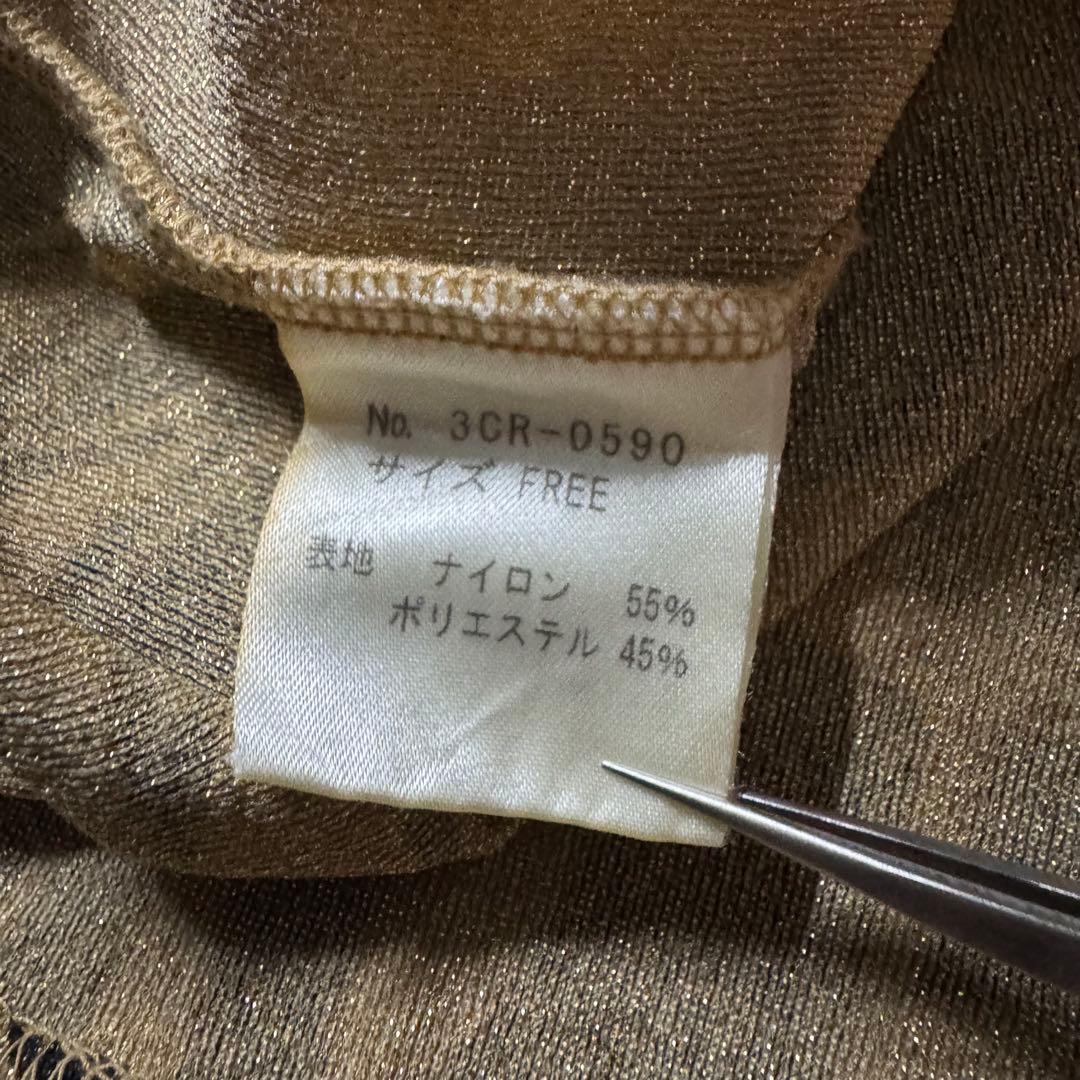 No. 3CR-0590
サイズ FREE
表地 ナイロン 55%
ポリエステル 45%